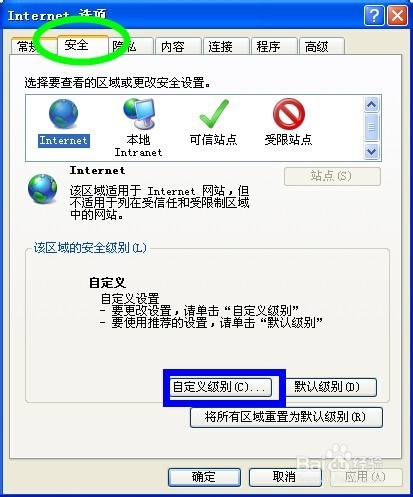 Internet 选项
常规 安全 隐私 内容 连接 程序 高级
选择要查看的区域或更改安全设置。
Internet 本地 Intranet 可信站点 受限站点
Internet
站点(S)
该区域适用于 Internet 网站，但
不适用于列在受信任和受限制区域
中的网站。
该区域的安全级别(L)
自定义
自定义设置
- 要更改设置，请单击“自定义级别”
- 要使用推荐的设置，请单击“默认级别”
自定义级别(C)... 默认级别(D)
将所有区域重置为默认级别(R)
Baidu 经验
确定 取消 应用(A)